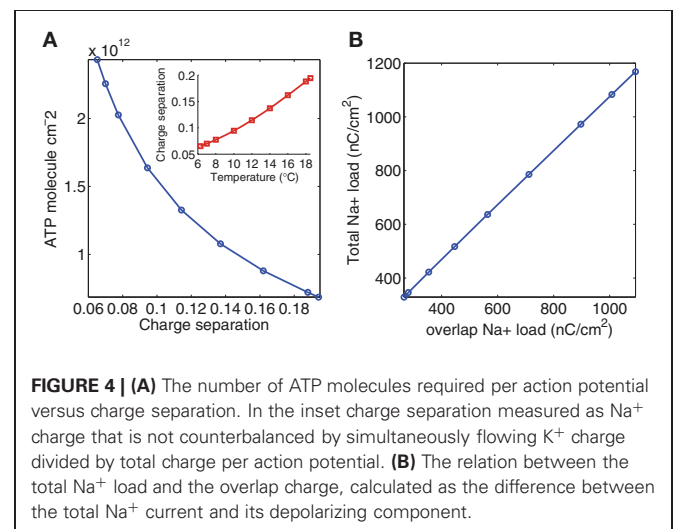 A
x 10^12
2
1.5
1
ATP molecule cm−2
0.06 0.08 0.1 0.12 0.14 0.16 0.18
Charge separation
0.2
0.15
0.1
0.05
Charge separation
6 8 10 12 14 16 18
Temperature (°C)
B
1200
1000
800
600
400
Total Na+ load (nC/cm²)
400 600 800 1000
overlap Na+ load (nC/cm²)
FIGURE 4 | (A) The number of ATP molecules required per action potential
versus charge separation. In the inset charge separation measured as Na⁺
charge that is not counterbalanced by simultaneously flowing K⁺ charge
divided by total charge per action potential. (B) The relation between the
total Na⁺ load and the overlap charge, calculated as the difference between
the total Na⁺ current and its depolarizing component.